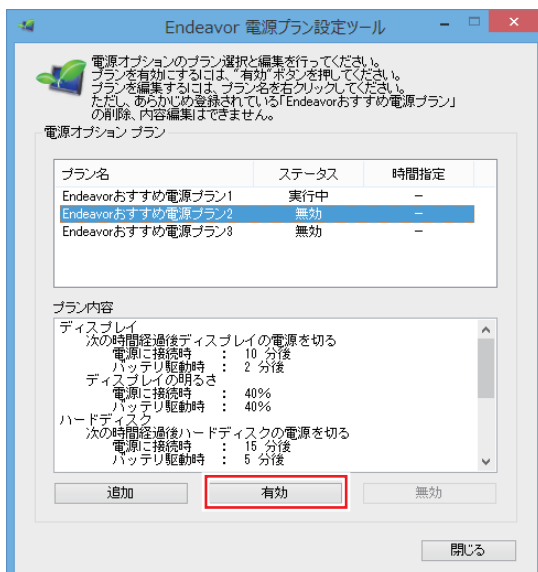 Endeavor 電源プラン設定ツール
電源オプションのプラン選択と編集を行ってください。
プランを有効にするには、"有効"ボタンを押してください。
プランを編集するには、プラン名を右クリックしてください。
ただし、あらかじめ登録されている「Endeavorおすすめ電源プラン」
の削除、内容編集はできません。
電源オプション プラン
プラン名 ステータス 時間指定
Endeavorおすすめ電源プラン1 実行中 −
Endeavorおすすめ電源プラン2 無効 −
Endeavorおすすめ電源プラン3 無効 −
プラン内容
ディスプレイ
次の時間経過後ディスプレイの電源を切る
電源に接続時 : 10 分後
バッテリ駆動時 : 2 分後
ディスプレイの明るさ
電源に接続時 : 40%
バッテリ駆動時 : 40%
ハードディスク
次の時間経過後ハードディスクの電源を切る
電源に接続時 : 15 分後
バッテリ駆動時 : 5 分後
追加 有効 無効
閉じる